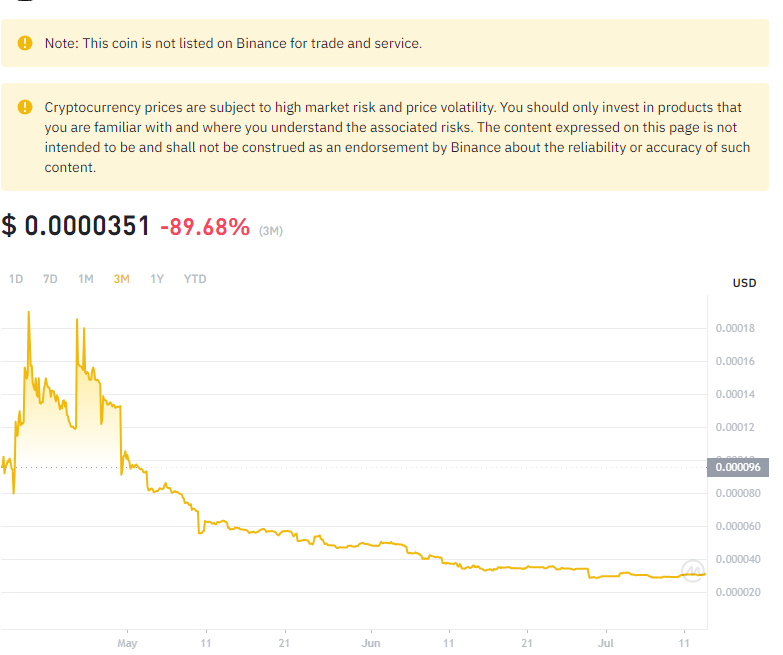 Note: This coin is not listed on Binance for trade and service.
Cryptocurrency prices are subject to high market risk and price volatility. You should only invest in products that
you are familiar with and where you understand the associated risks. The content expressed on this page is not
intended to be and shall not be construed as an endorsement by Binance about the reliability or accuracy of such
content.
$ 0.0000351 -89.68% (3M)
1D 7D 1M 3M 1Y YTD
USD
0.00018
0.00016
0.00014
0.00012
0.000096
0.000080
0.000060
0.000040
0.000020
May 11 21 Jun 11 21 Jul 11